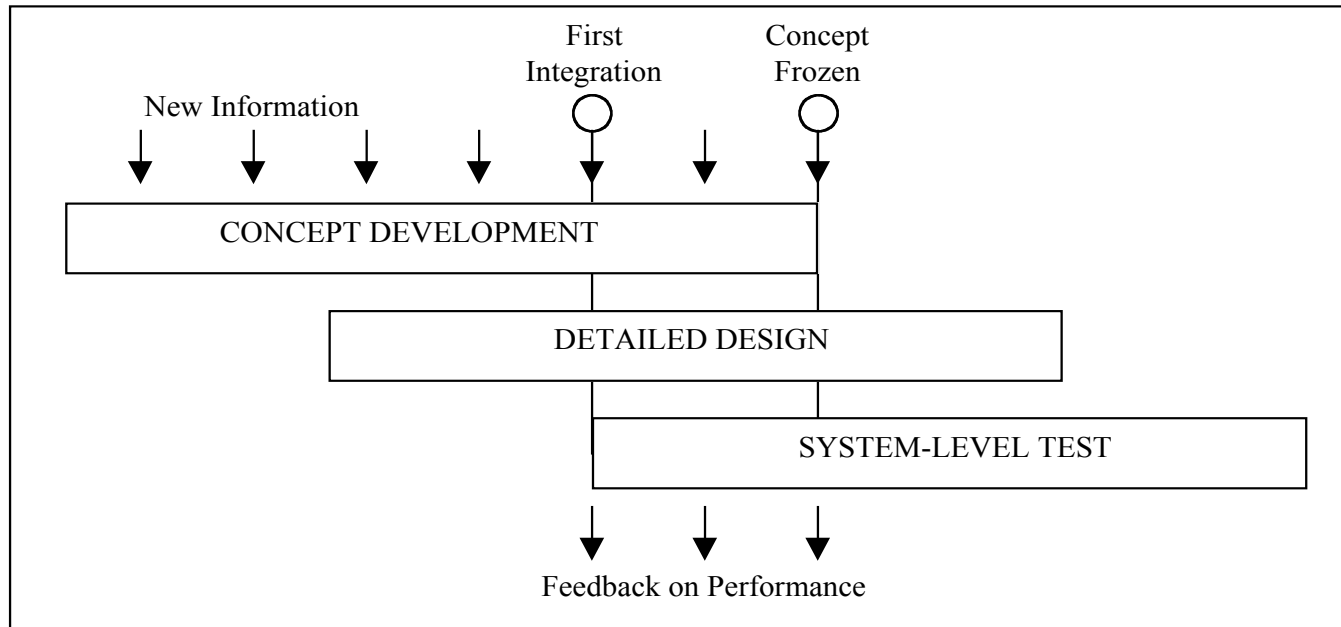 First
Integration
Concept
Frozen
New Information
CONCEPT DEVELOPMENT
DETAILED DESIGN
SYSTEM-LEVEL TEST
Feedback on Performance